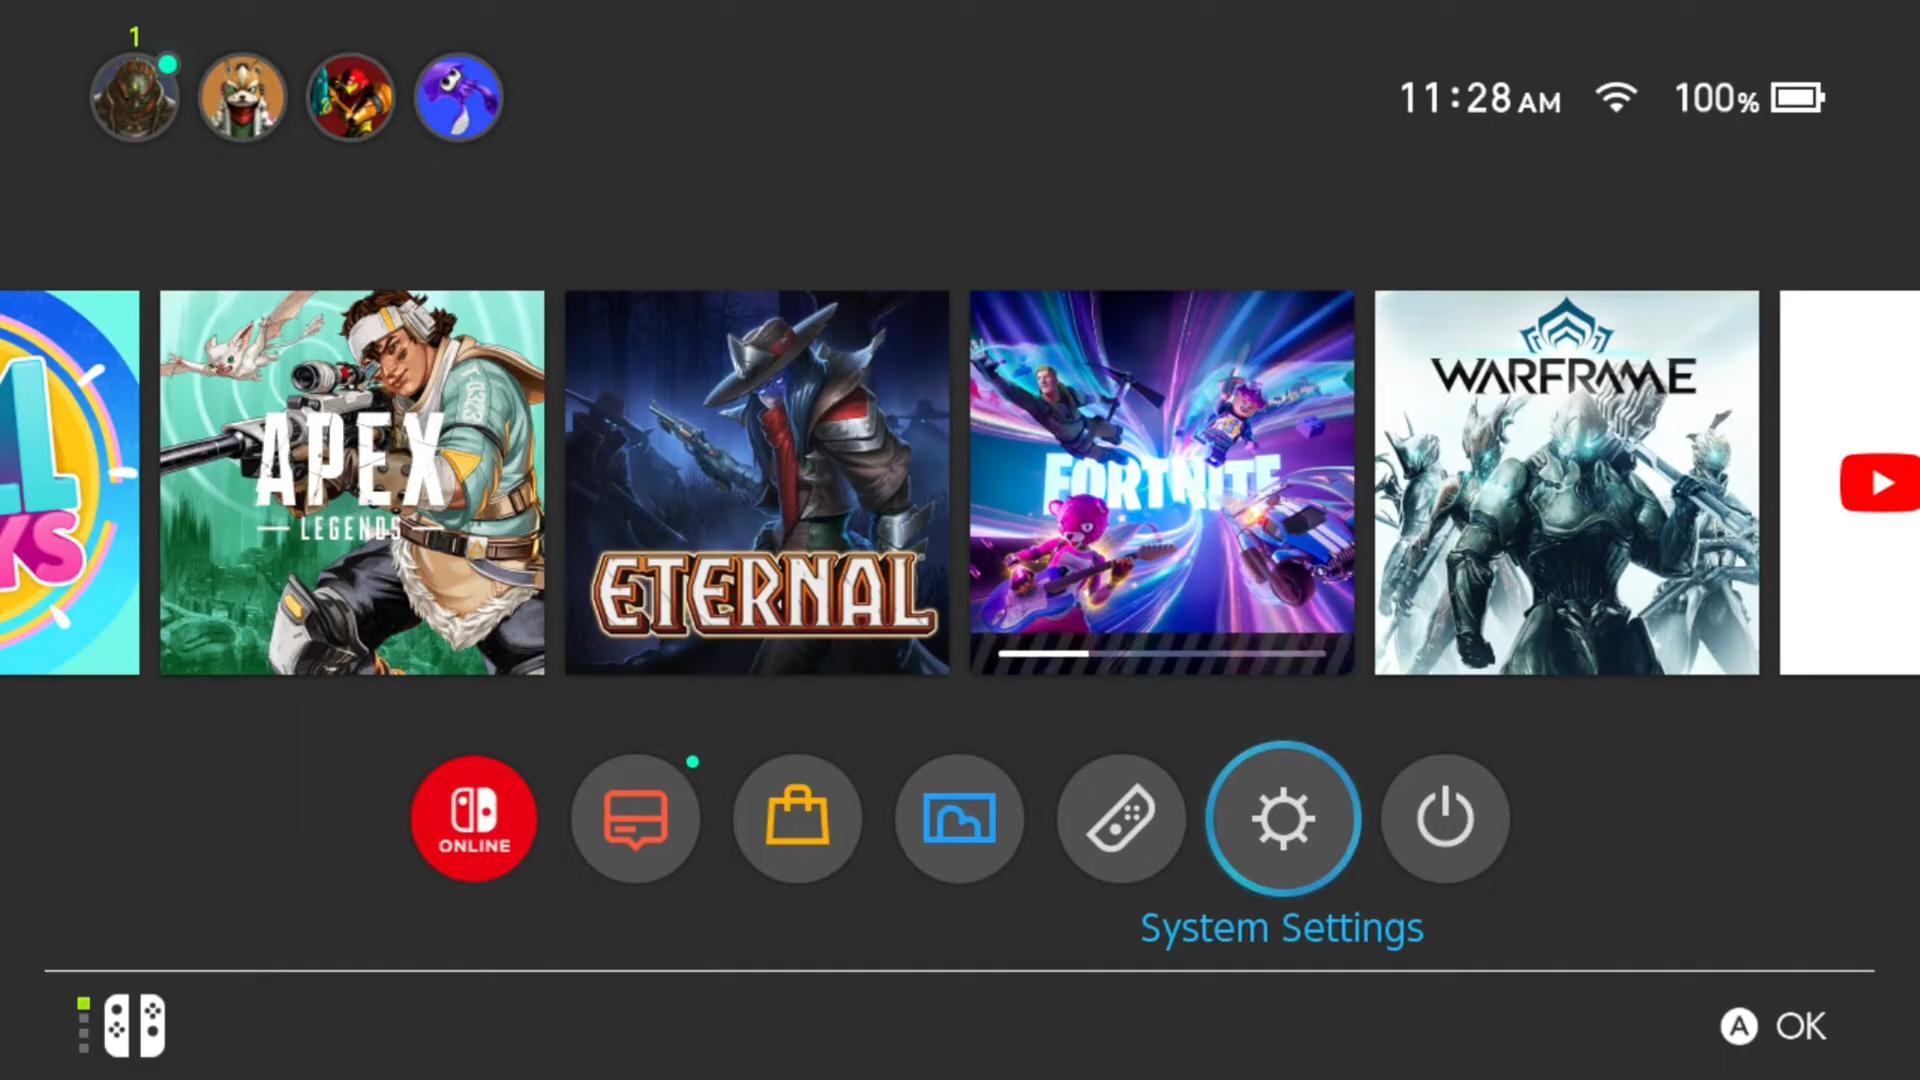 1
11:28 AM
100%
APEX
LEGENDS
ETERNAL
FORTNITE
WARFRAME
ONLINE
System Settings
A OK